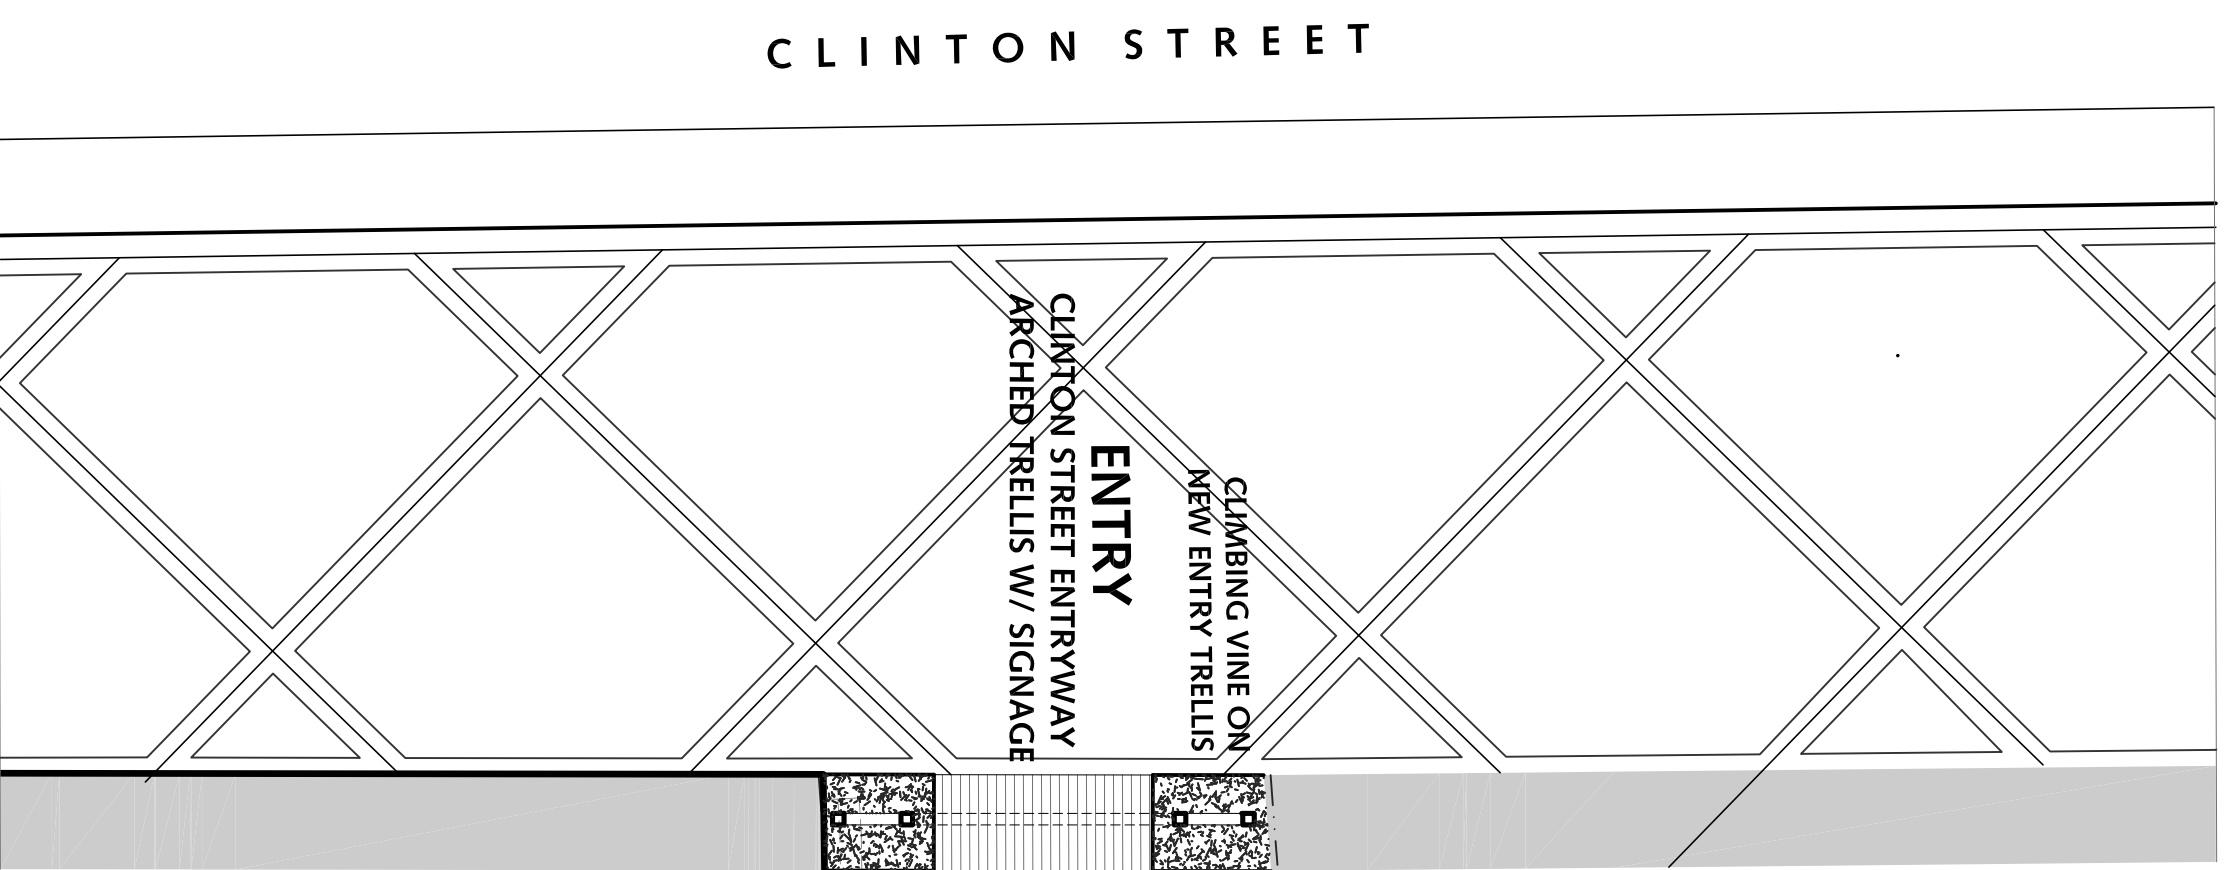 CLINTON STREET
ENTRY
CLINTON STREET ENTRYWAY
ARCHED TRELLIS W/ SIGNAGE
CLIMBING VINE ON
NEW ENTRY TRELLIS